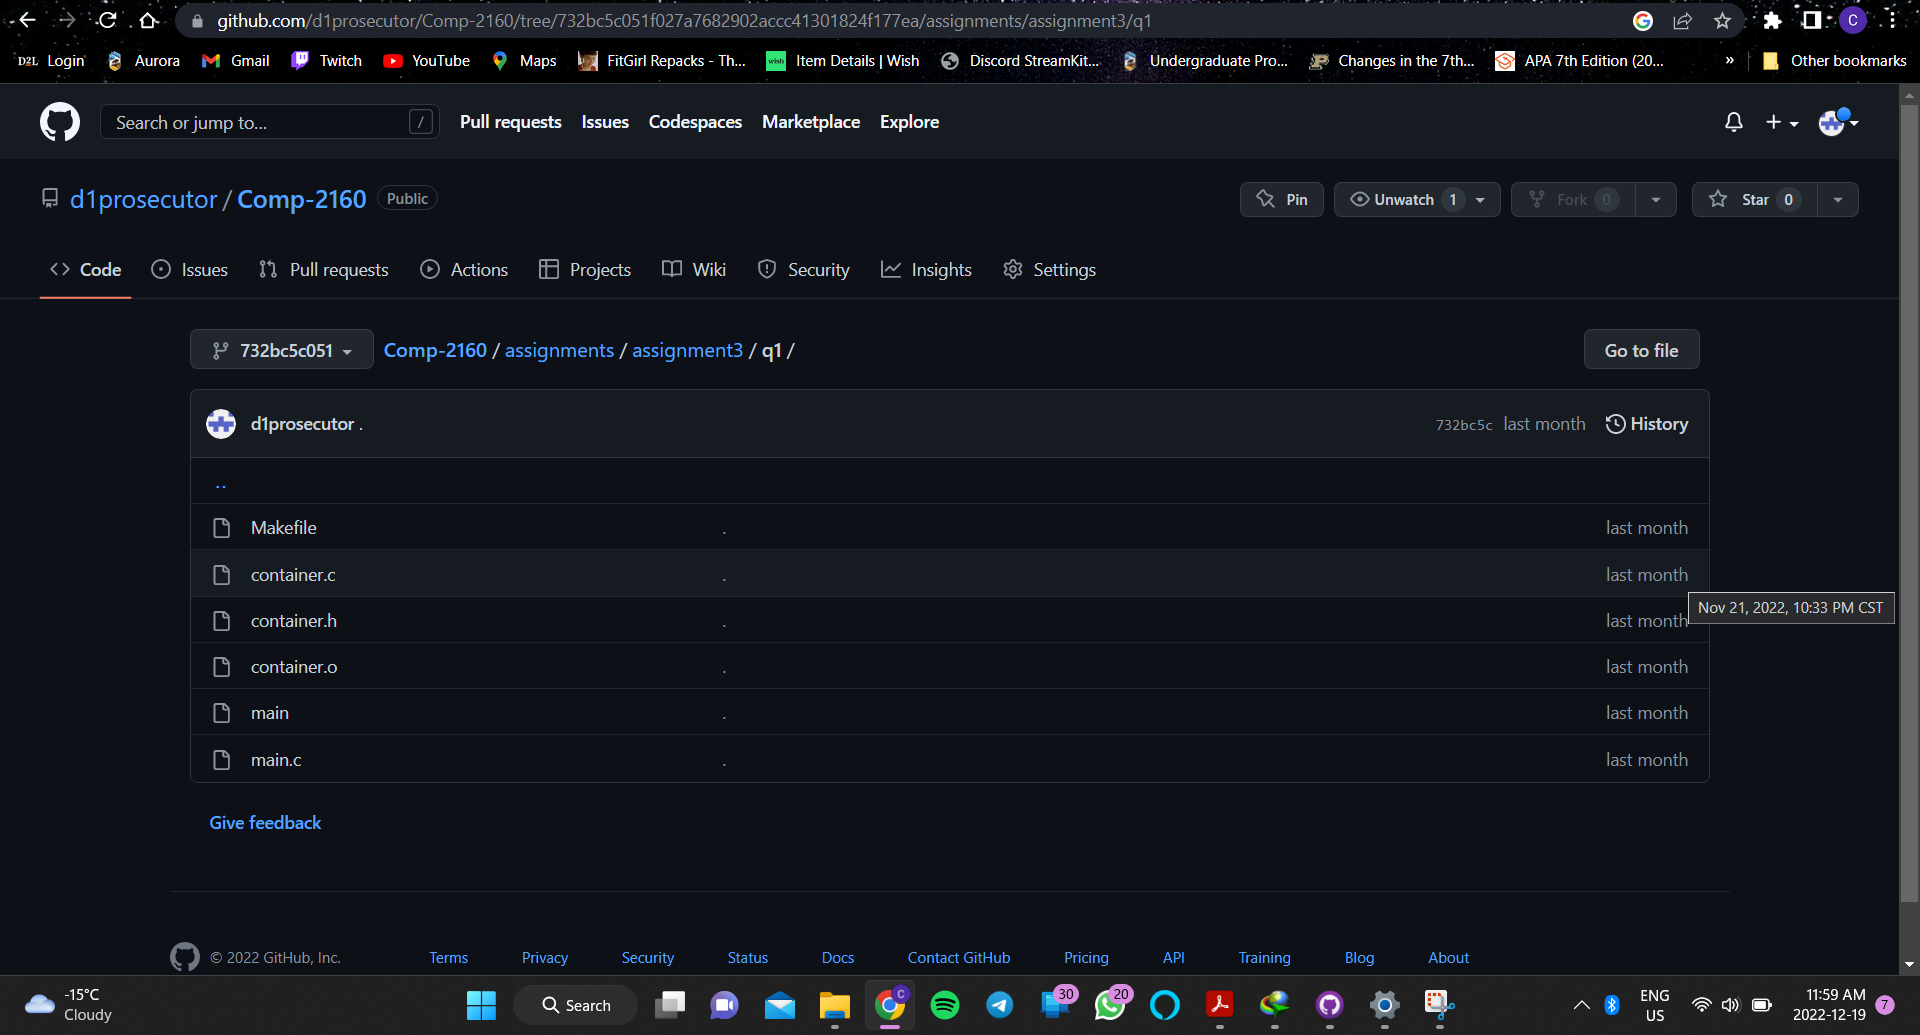 github.com/d1prosecutor/Comp-2160/tree/732bc5c051f027a7682902accc41301824f177ea/assignments/assignment3/q1
C
D2L Login Aurora Gmail Twitch YouTube Maps FitGirl Repacks - Th... wish Item Details | Wish Discord StreamKit... Undergraduate Pro... Changes in the 7th... APA 7th Edition (20... » Other bookmarks
Search or jump to... / Pull requests Issues Codespaces Marketplace Explore
d1prosecutor / Comp-2160 Public Pin Unwatch 1 Fork 0 Star 0
Code Issues Pull requests Actions Projects Wiki Security Insights Settings
732bc5c051 Comp-2160 / assignments / assignment3 / q1 / Go to file
d1prosecutor . 732bc5c last month History
..
Makefile . last month
container.c . last month
Nov 21, 2022, 10:33 PM CST
container.h . last month
container.o . last month
main . last month
main.c . last month
Give feedback
© 2022 GitHub, Inc. Terms Privacy Security Status Docs Contact GitHub Pricing API Training Blog About
-15°C
Cloudy
Search
C
30
20
ENG
US
11:59 AM
2022-12-19
7